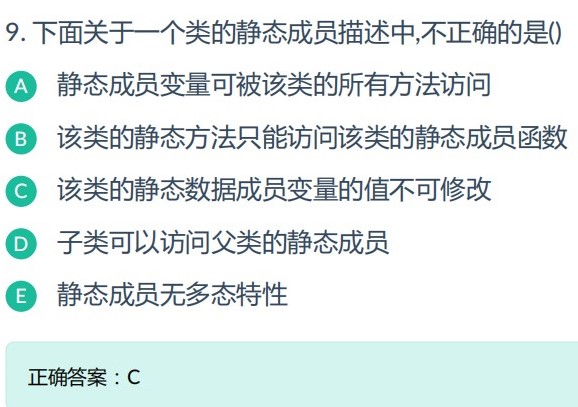 9. 下面关于一个类的静态成员描述中,不正确的是()
A 静态成员变量可被该类的所有方法访问
B 该类的静态方法只能访问该类的静态成员函数
C 该类的静态数据成员变量的值不可修改
D 子类可以访问父类的静态成员
E 静态成员无多态特性
正确答案：C